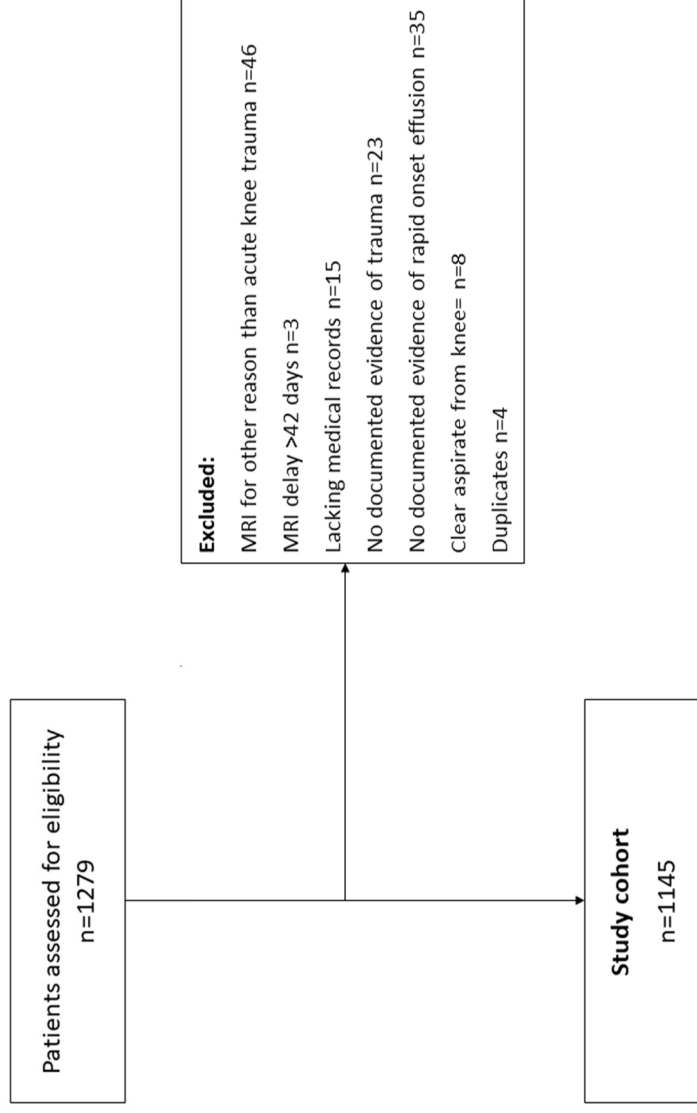 Patients assessed for eligibility
n=1279
Excluded:
MRI for other reason than acute knee trauma n=46
MRI delay >42 days n=3
Lacking medical records n=15
No documented evidence of trauma n=23
No documented evidence of rapid onset effusion n=35
Clear aspirate from knee= n=8
Duplicates n=4
Study cohort
n=1145